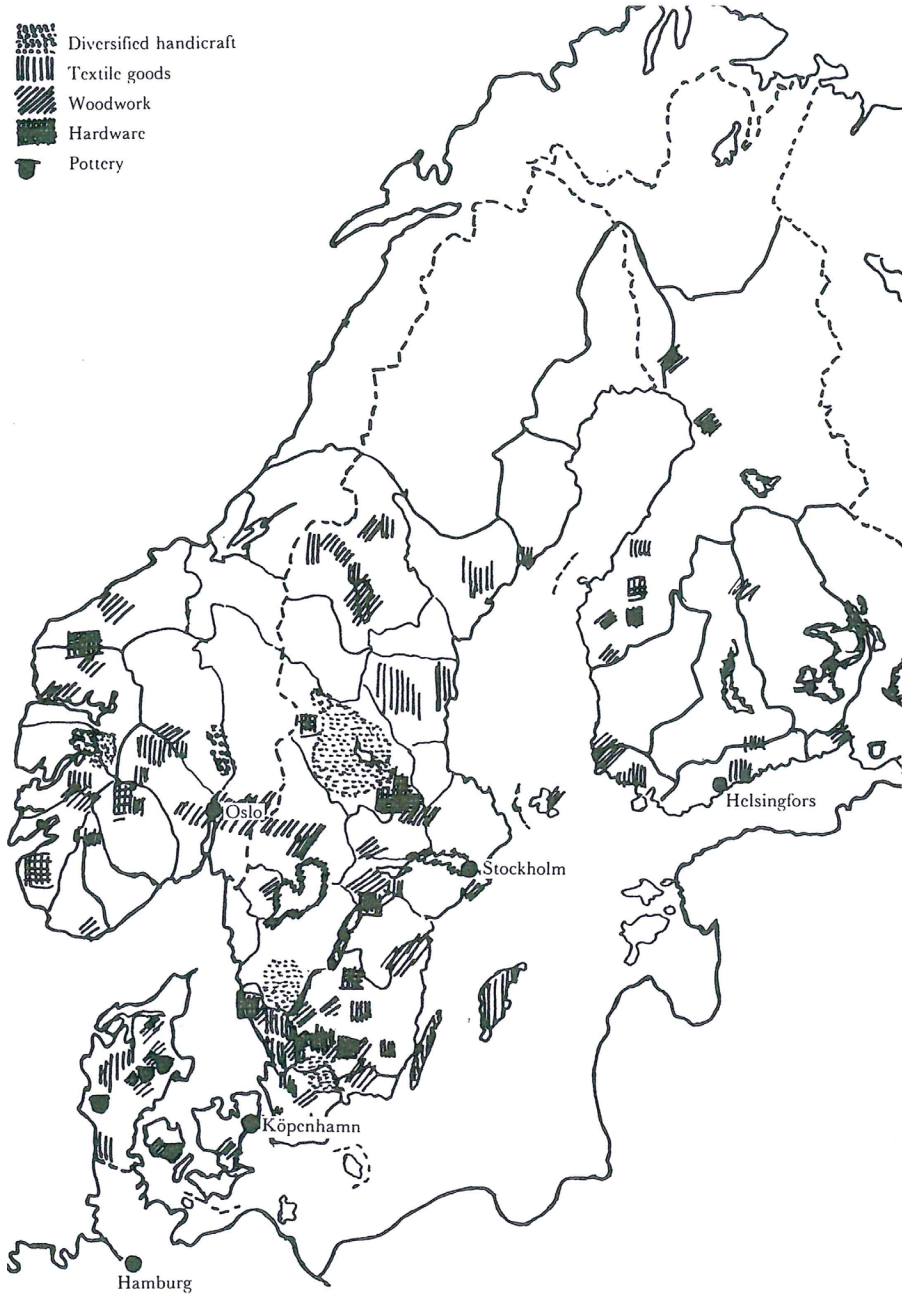 Diversified handicraft
Textile goods
Woodwork
Hardware
Pottery
Oslo
Helsingfors
Stockholm
Köpenhamn
Hamburg